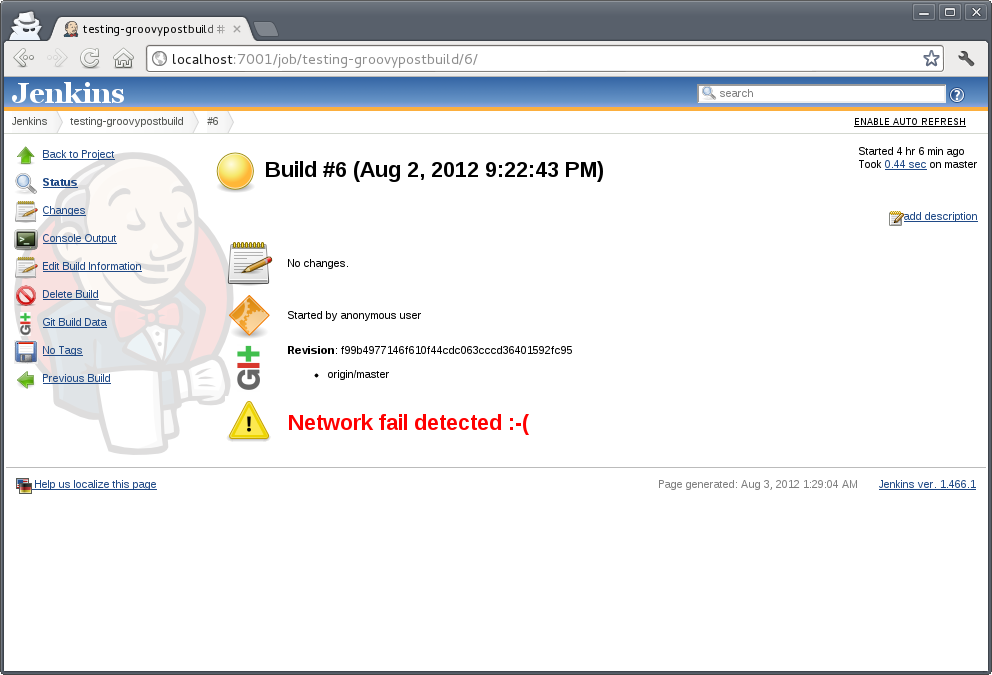 testing-groovypostbuild #
localhost:7001/job/testing-groovypostbuild/6/
Jenkins
search
?
Jenkins
testing-groovypostbuild
#6
ENABLE AUTO REFRESH
Back to Project
Status
Changes
Console Output
Edit Build Information
Delete Build
Git Build Data
No Tags
Previous Build
Build #6 (Aug 2, 2012 9:22:43 PM)
Started 4 hr 6 min ago
Took 0.44 sec on master
add description
No changes.
Started by anonymous user
Revision: f99b4977146f610f44cdc063cccd36401592fc95
origin/master
Network fail detected :-(
Help us localize this page
Page generated: Aug 3, 2012 1:29:04 AM
Jenkins ver. 1.466.1